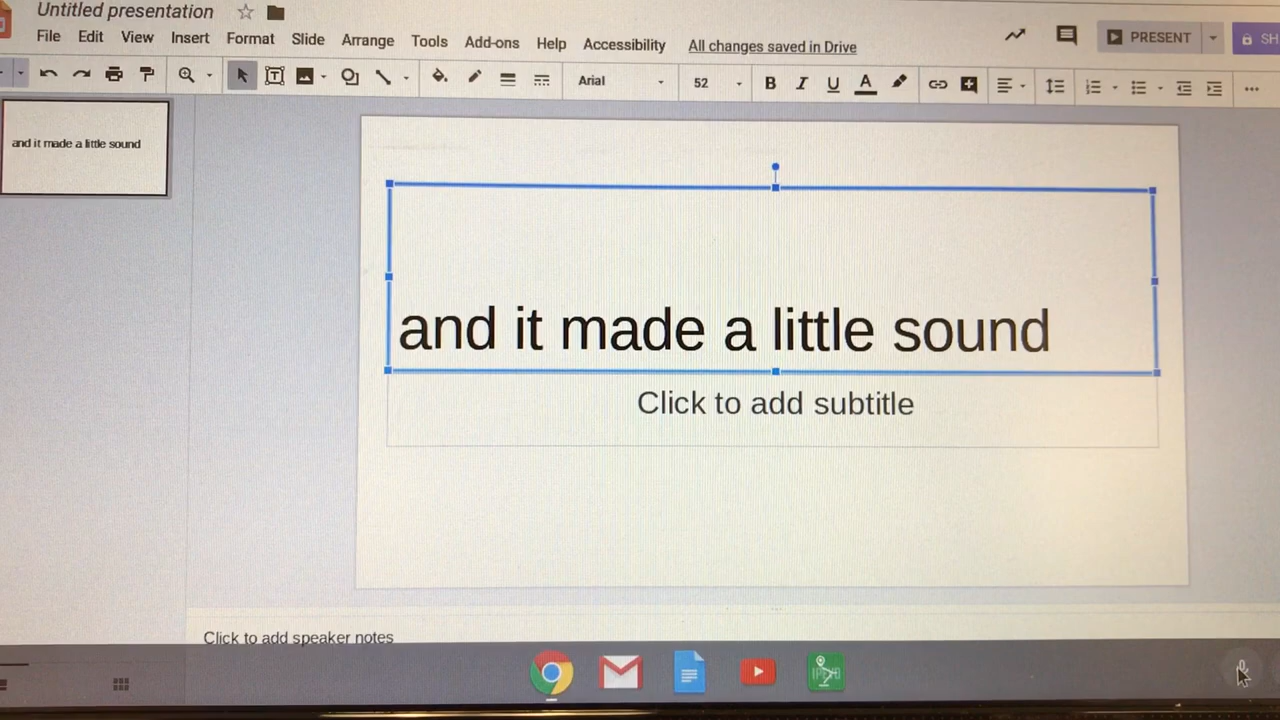 Untitled presentation
File Edit View Insert Format Slide Arrange Tools Add-ons Help Accessibility All changes saved in Drive
PRESENT
SH
Arial 52 B I U A
and it made a little sound
and it made a little sound
Click to add subtitle
Click to add speaker notes